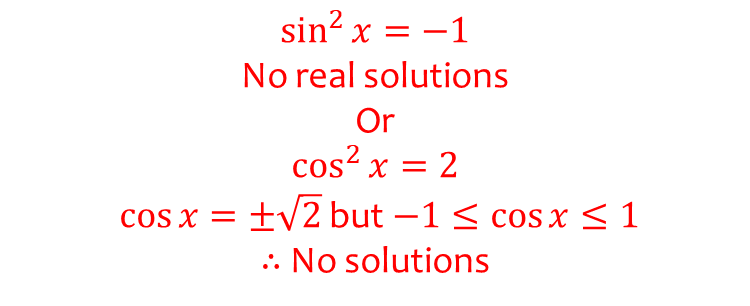 sin² x = −1
No real solutions
Or
cos² x = 2
cos x = ±√2 but −1 ≤ cos x ≤ 1
∴ No solutions